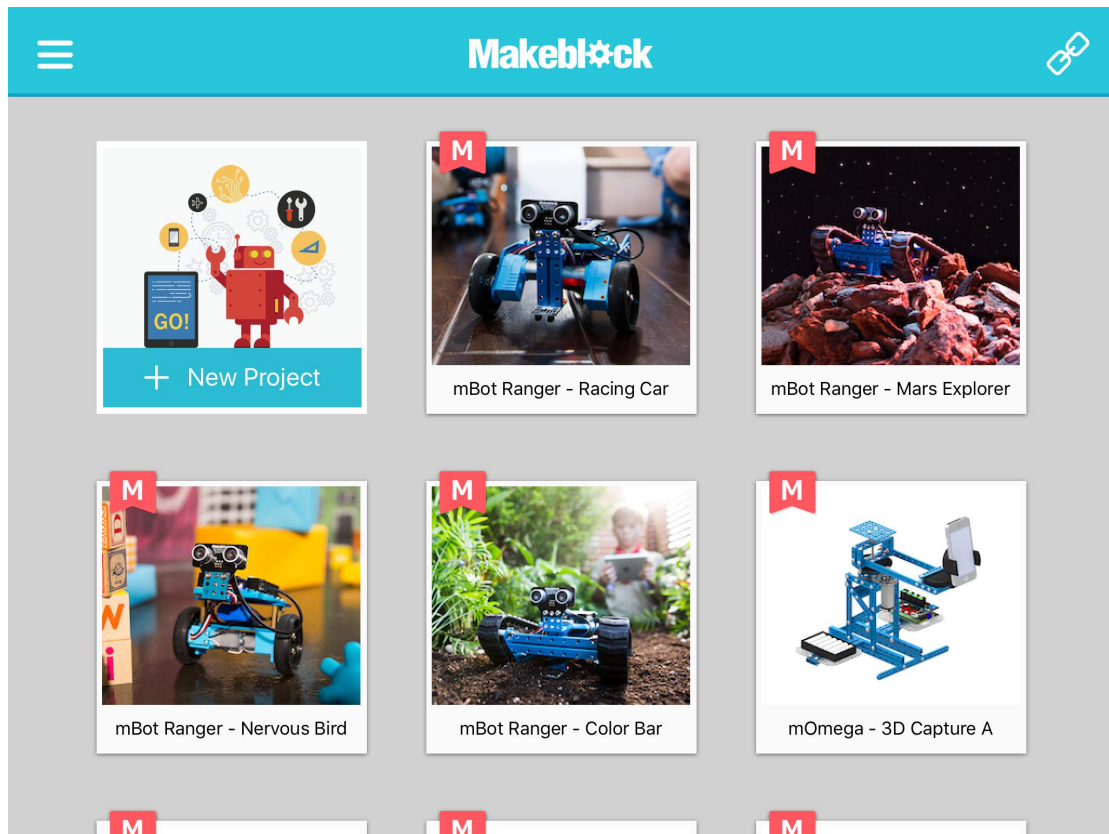 Makeblock
GO!
+ New Project
M
mBot Ranger - Racing Car
M
mBot Ranger - Mars Explorer
M
W
i
mBot Ranger - Nervous Bird
M
mBot Ranger - Color Bar
M
mOmega - 3D Capture A
M
M
M